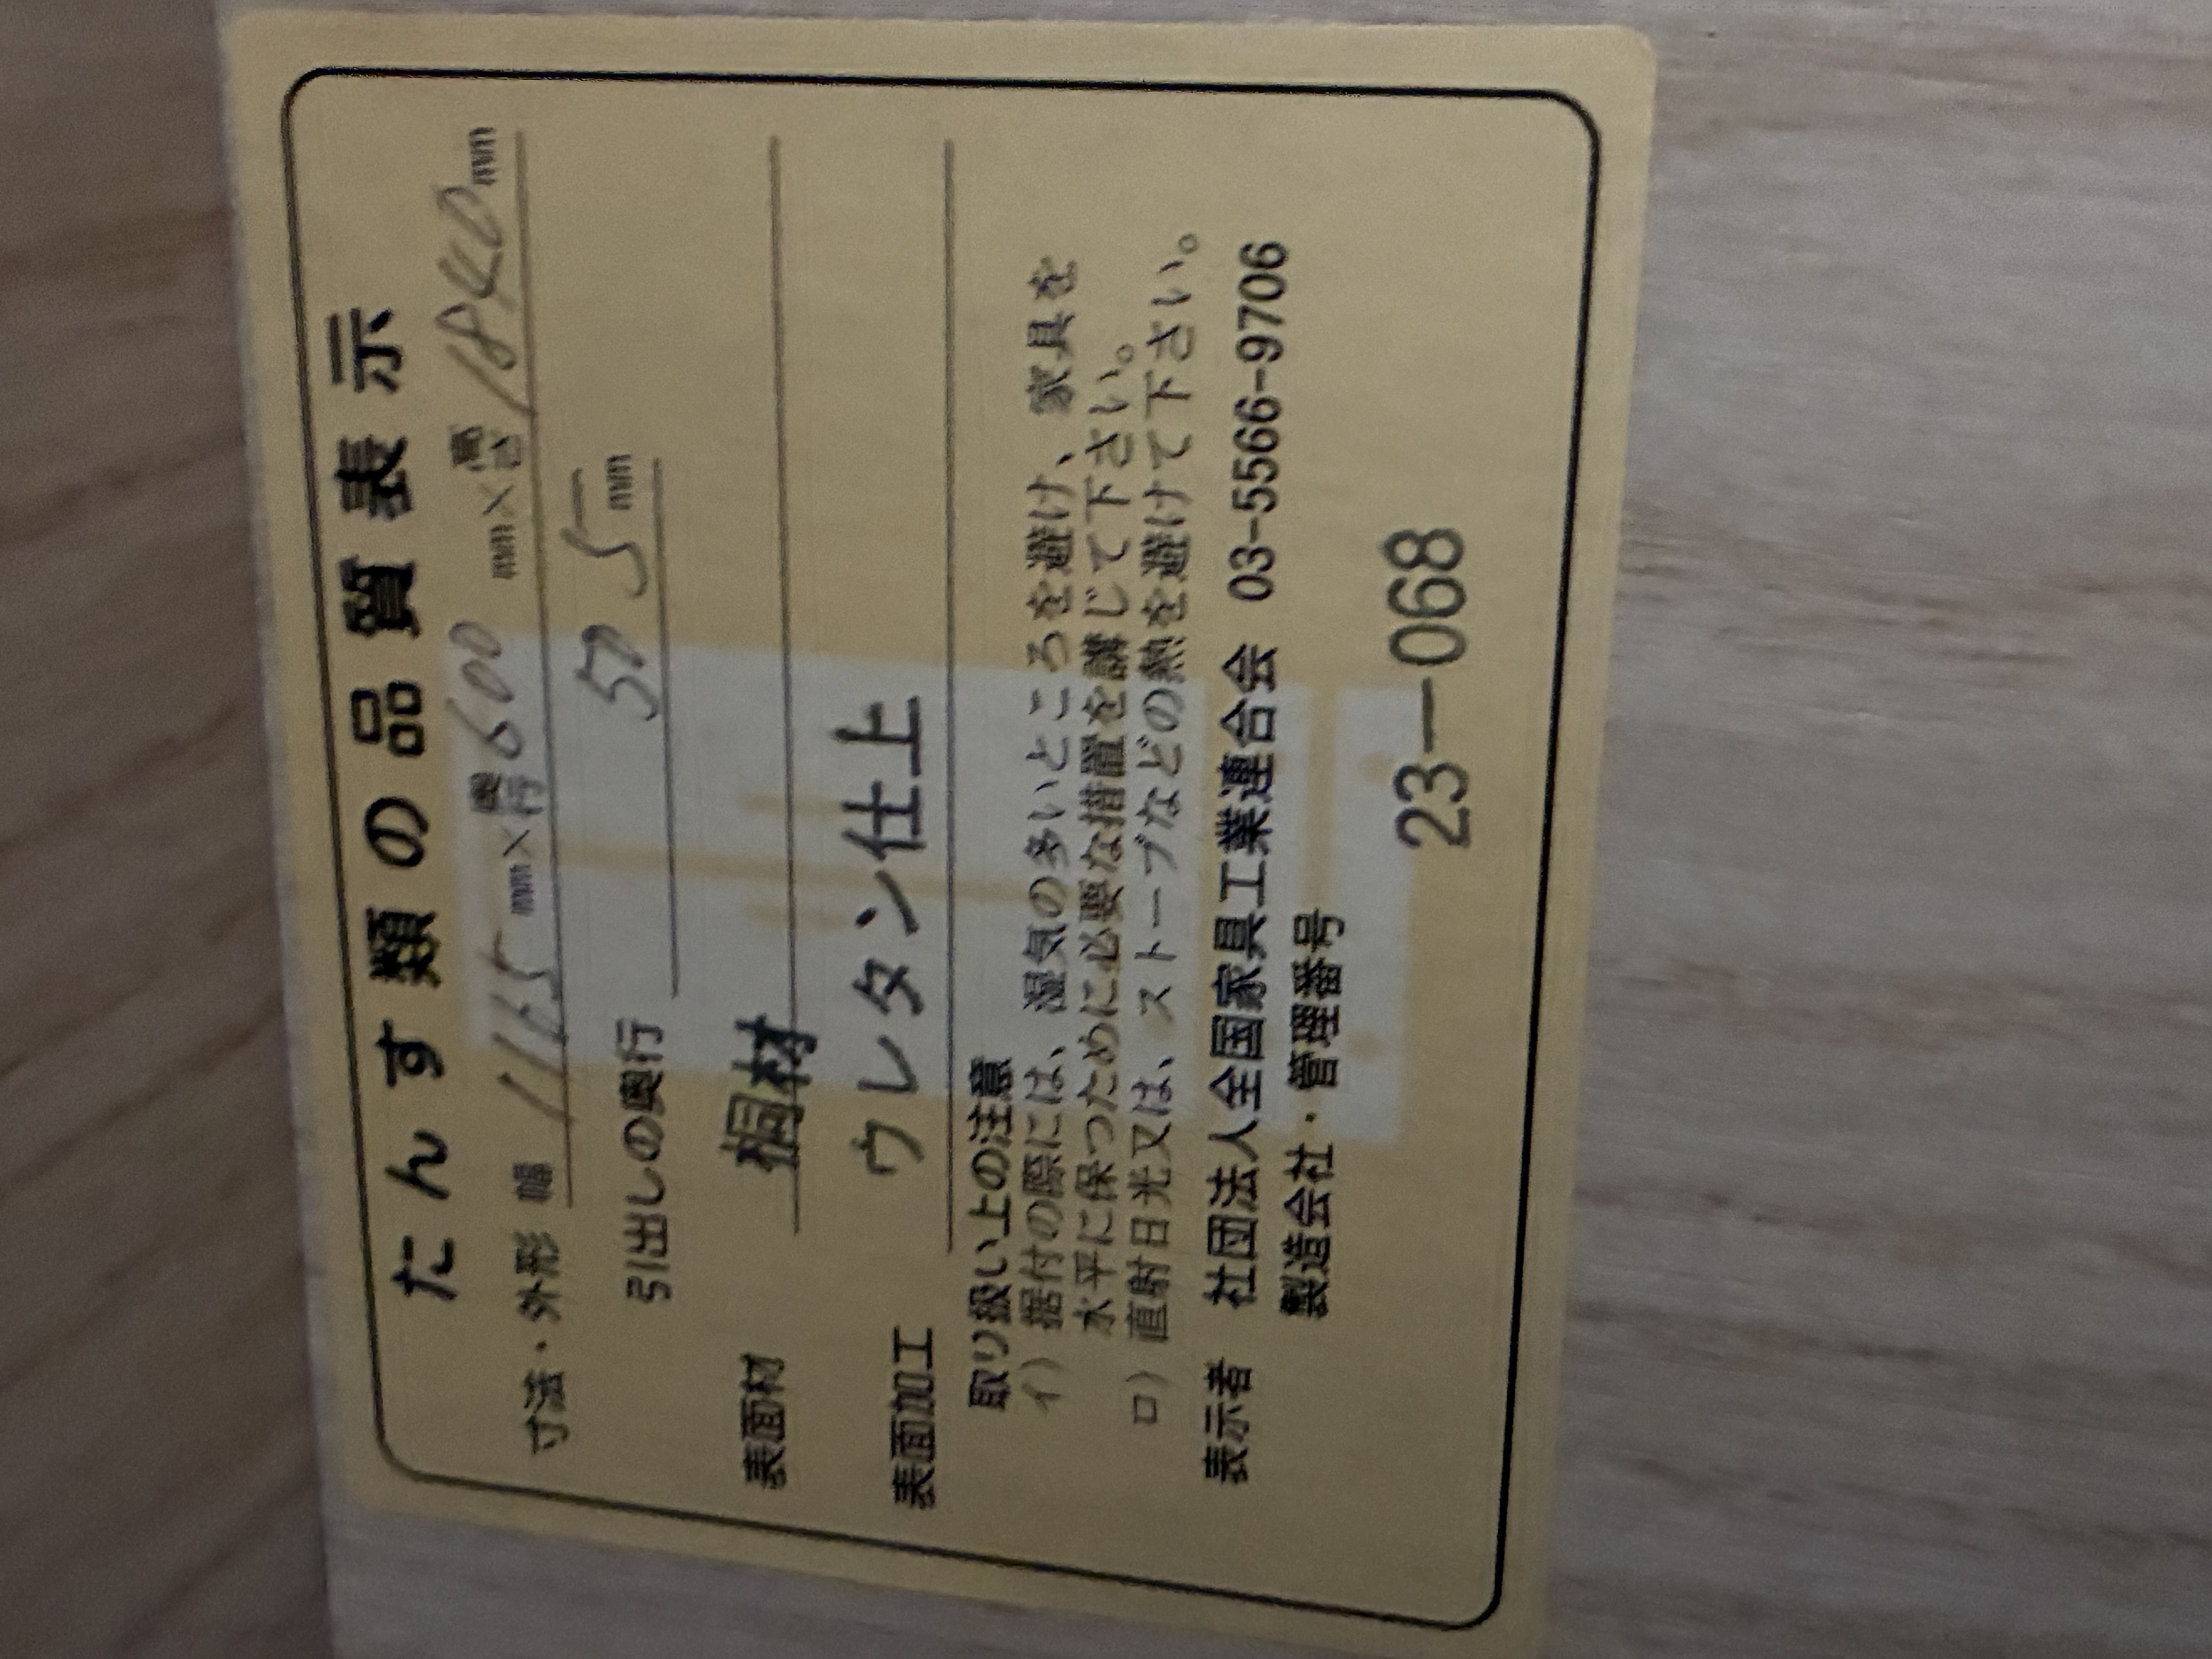 たんす類の品質表示
寸法・外形 幅 1165 mm×奥行 600 mm×高さ 1840 mm
引出しの奥行 505 mm
表面材 桐材
表面加工 ウレタン仕上
取り扱い上の注意
イ) 据付の際には、湿気の多いところを避け、家具を
水平に保つために必要な措置を講じて下さい。
ロ) 直射日光又は、ストーブなどの熱を避けて下さい。
表示者 社団法人全国家具工業連合会 03-5566-9706
製造会社・管理番号
23-068